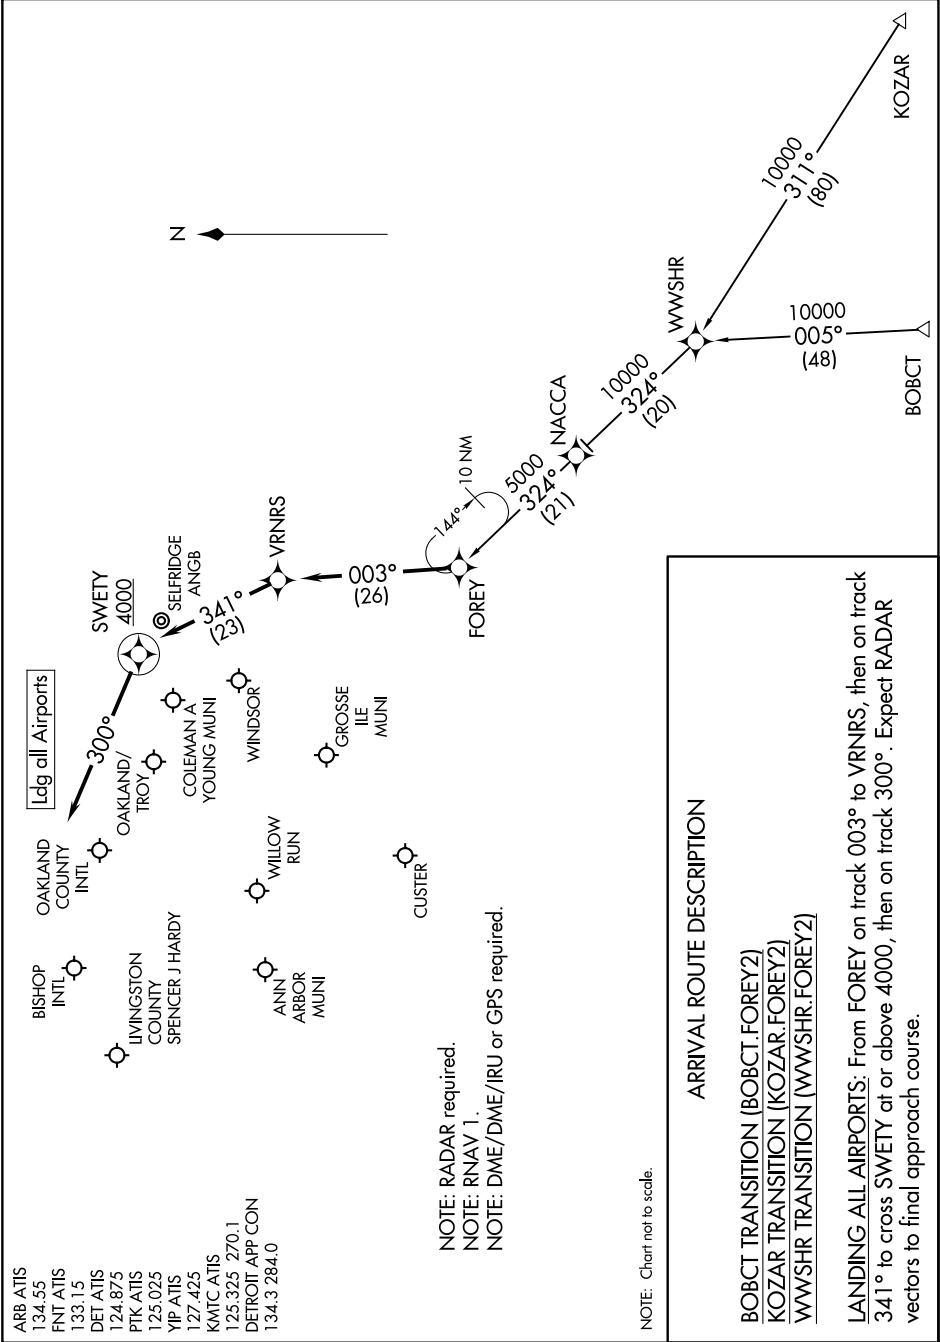 ARB ATIS
134.55
FNT ATIS
133.15
DET ATIS
124.875
PTK ATIS
125.025
YIP ATIS
127.425
KMTC ATIS
125.325 270.1
DETROIT APP CON
134.3 284.0
BISHOP
INTL
LIVINGSTON
COUNTY
SPENCER J HARDY
OAKLAND
COUNTY
INTL
Ldg all Airports
300°
OAKLAND/
TROY
COLEMAN A
YOUNG MUNI
SWETY
4000
SELFRIDGE
ANGB
341°
(23)
VRNRS
WINDSOR
GROSSE
ILE
MUNI
WILLOW
RUN
ANN
ARBOR
MUNI
CUSTER
003°
(26)
FOREY
144°
10 NM
5000
324°
(21)
NACCA
10000
324°
(20)
WWSHR
10000
005°
(48)
BOBCT
10000
311°
(80)
KOZAR
N
NOTE: RADAR required.
NOTE: RNAV 1.
NOTE: DME/DME/IRU or GPS required.
NOTE: Chart not to scale.
ARRIVAL ROUTE DESCRIPTION
BOBCT TRANSITION (BOBCT.FOREY2)
KOZAR TRANSITION (KOZAR.FOREY2)
WWSHR TRANSITION (WWSHR.FOREY2)
LANDING ALL AIRPORTS: From FOREY on track 003° to VRNRS, then on track
341° to cross SWETY at or above 4000, then on track 300°. Expect RADAR
vectors to final approach course.